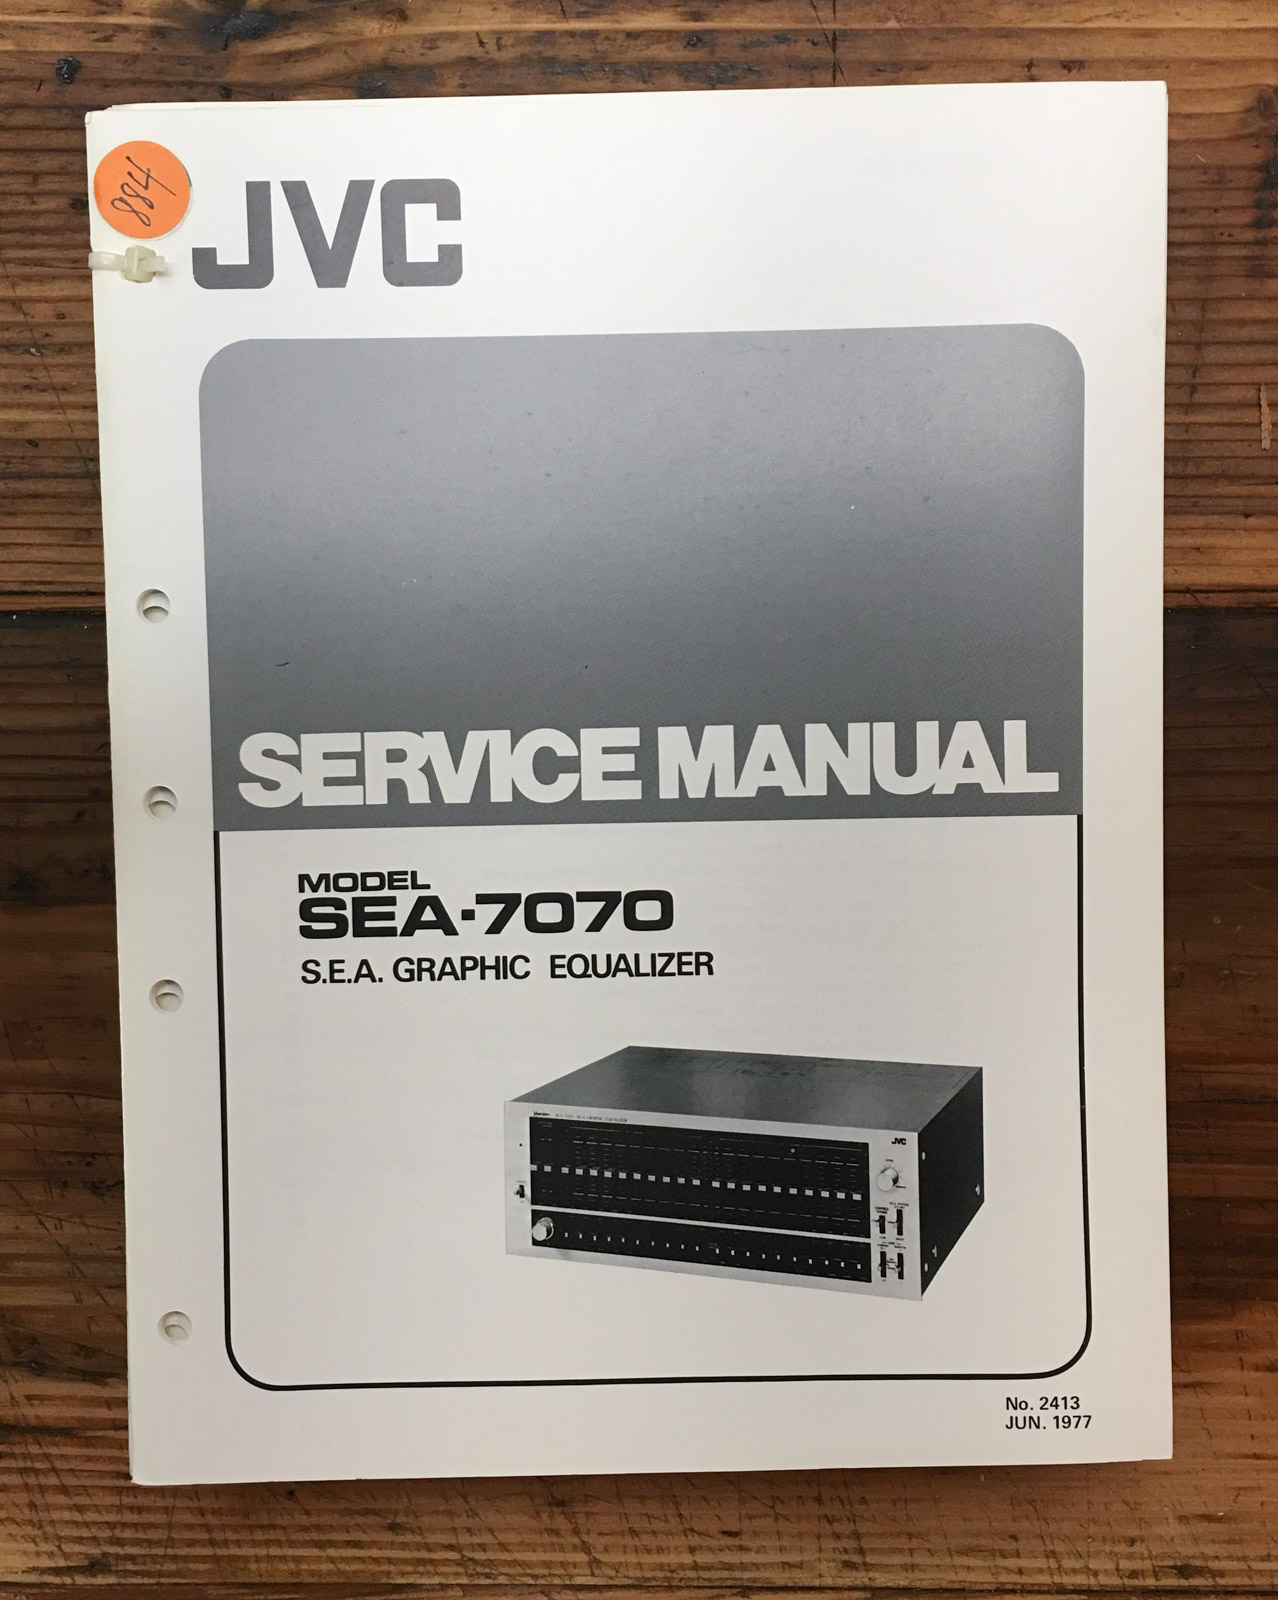 884
JVC
SERVICE MANUAL
MODEL
SEA-7070
S.E.A. GRAPHIC EQUALIZER
JVC
No. 2413
JUN. 1977